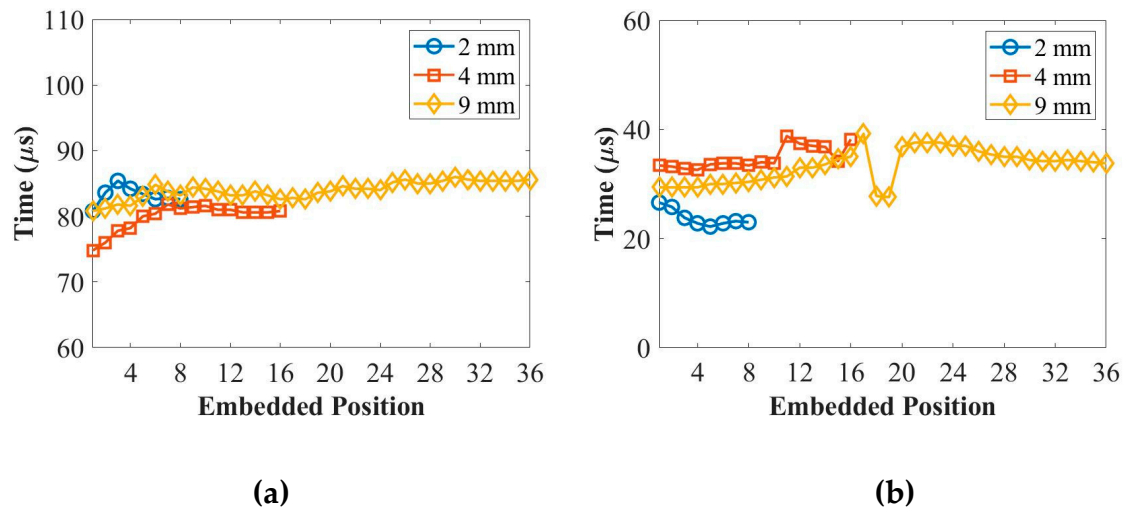 110
100
90
80
70
60
Time (μs)
2 mm
4 mm
9 mm
4 8 12 16 20 24 28 32 36
Embedded Position
(a)
60
40
20
0
Time (μs)
2 mm
4 mm
9 mm
4 8 12 16 20 24 28 32 36
Embedded Position
(b)